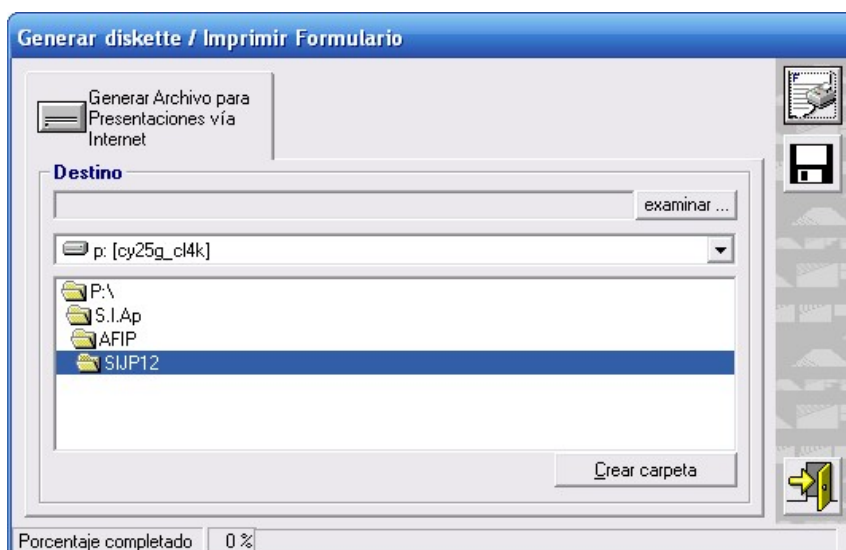 Generar diskette / Imprimir Formulario
Generar Archivo para
Presentaciones vía
Internet
Destino
examinar ...
p: [cy25g_cl4k]
P:\
S.I.Ap
AFIP
SIJP12
Crear carpeta
Porcentaje completado 0 %